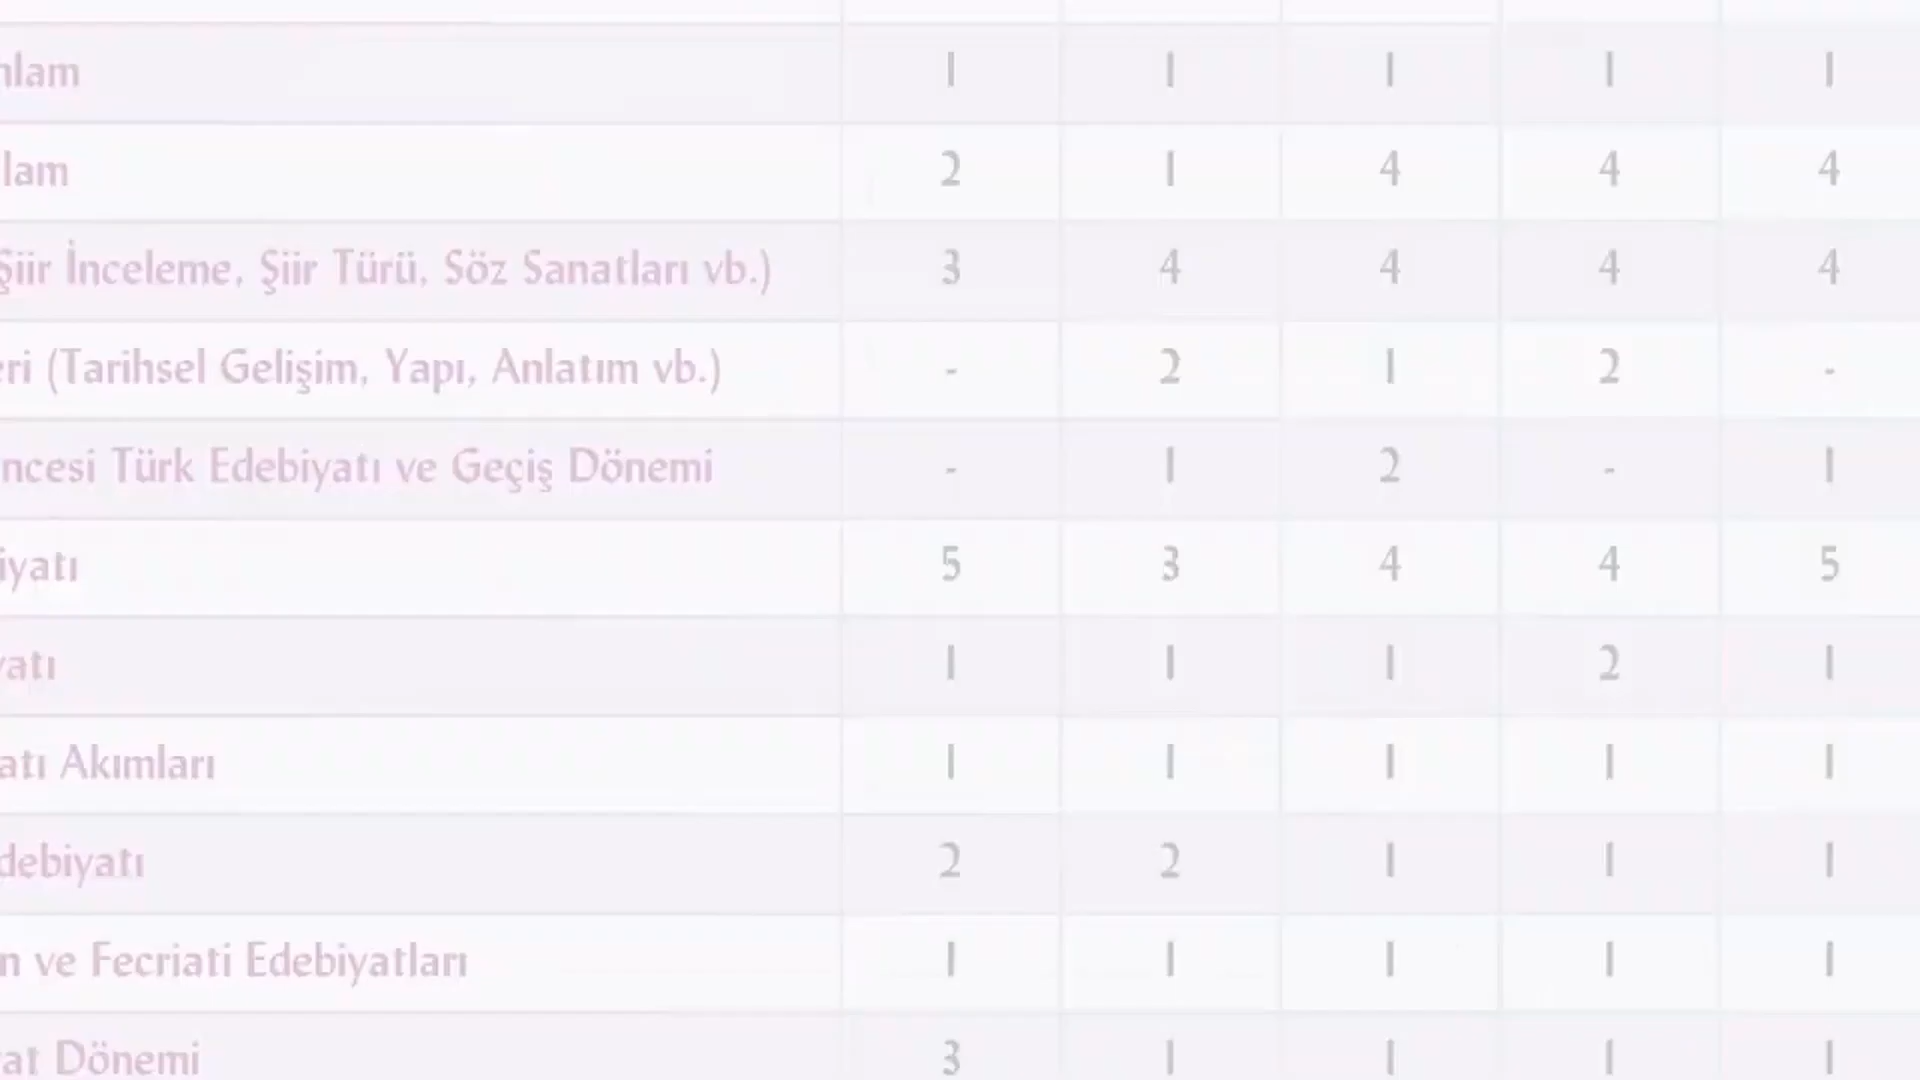 nlam 1 1 1 1 1
lam 2 1 4 4 4
Şiir İnceleme, Şiir Türü, Söz Sanatları vb.) 3 4 4 4 4
eri (Tarihsel Gelişim, Yapı, Anlatım vb.) - 2 1 2 -
ncesi Türk Edebiyatı ve Geçiş Dönemi - 1 2 - 1
iyatı 5 3 4 4 5
yatı 1 1 1 2 1
atı Akımları 1 1 1 1 1
debiyatı 2 2 1 1 1
n ve Fecriati Edebiyatları 1 1 1 1 1
at Dönemi 3 1 1 1 1